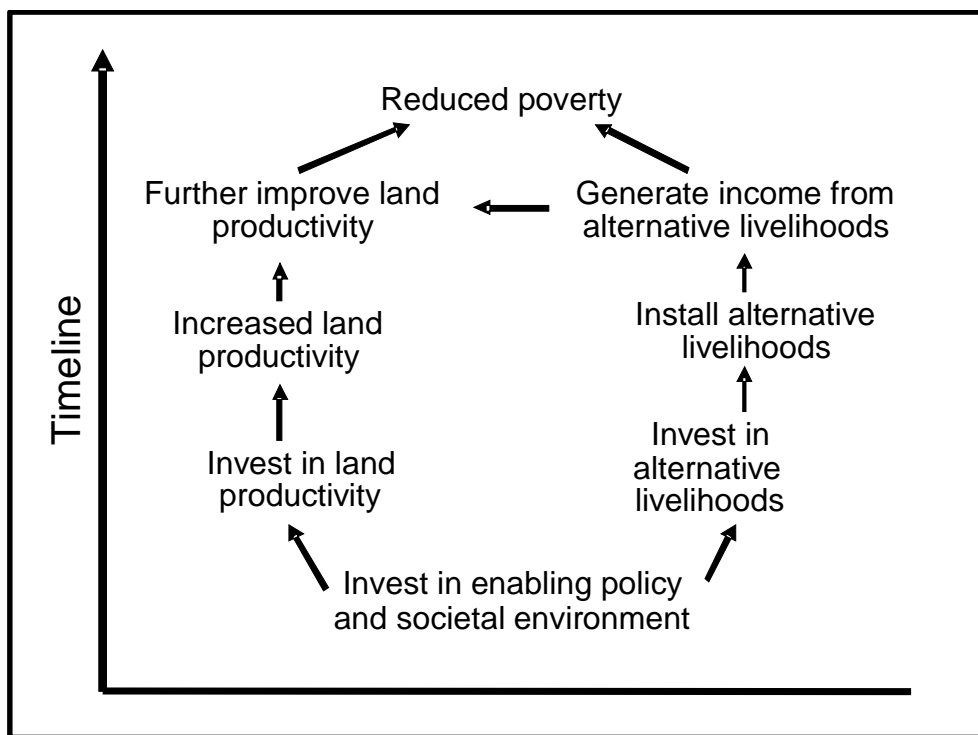 Reduced poverty
Further improve land
productivity
Generate income from
alternative livelihoods
Increased land
productivity
Install alternative
livelihoods
Invest in land
productivity
Invest in
alternative
livelihoods
Invest in enabling policy
and societal environment
Timeline